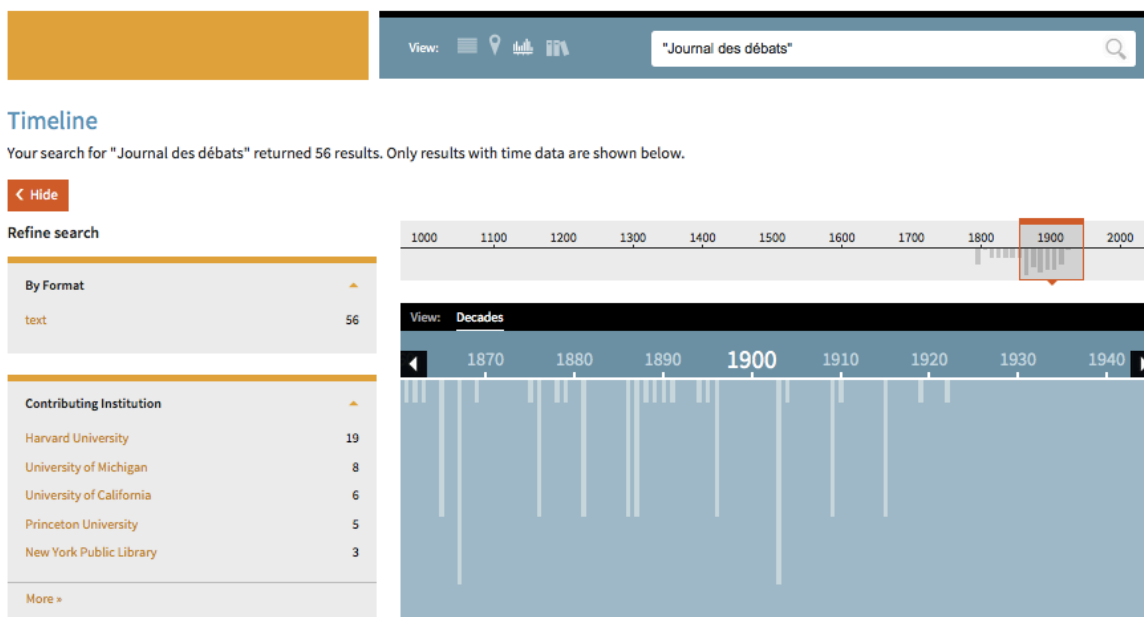 View:
"Journal des débats"
Timeline
Your search for "Journal des débats" returned 56 results. Only results with time data are shown below.
Hide
Refine search
1000 1100 1200 1300 1400 1500 1600 1700 1800 1900 2000
By Format
text 56
View: Decades
1870 1880 1890 1900 1910 1920 1930 1940
Contributing Institution
Harvard University 19
University of Michigan 8
University of California 6
Princeton University 5
New York Public Library 3
More »